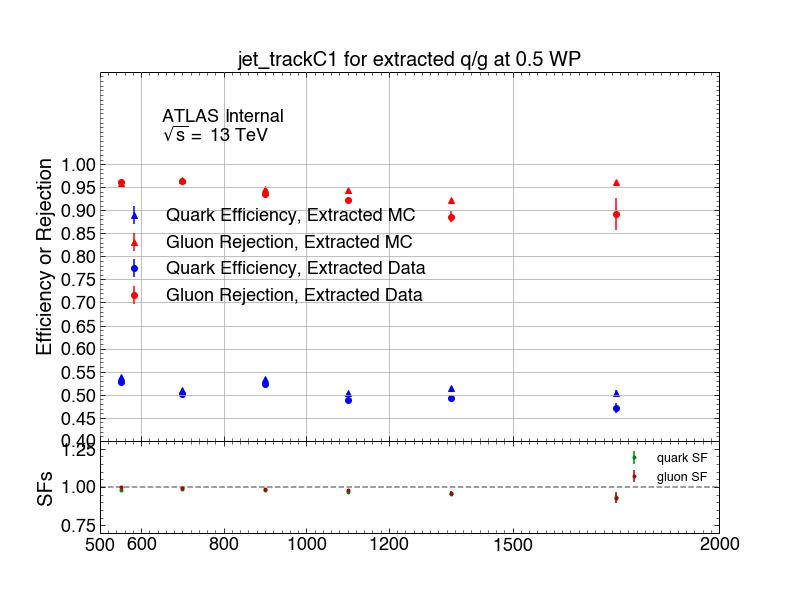 jet_trackC1 for extracted q/g at 0.5 WP
ATLAS Internal
√s = 13 TeV
Efficiency or Rejection
1.00
0.95
0.90
0.85
0.80
0.75
0.70
0.65
0.60
0.55
0.50
0.45
0.40
Quark Efficiency, Extracted MC
Gluon Rejection, Extracted MC
Quark Efficiency, Extracted Data
Gluon Rejection, Extracted Data
SFs
1.25
1.00
0.75
quark SF
gluon SF
500 600 800 1000 1200 1500 2000